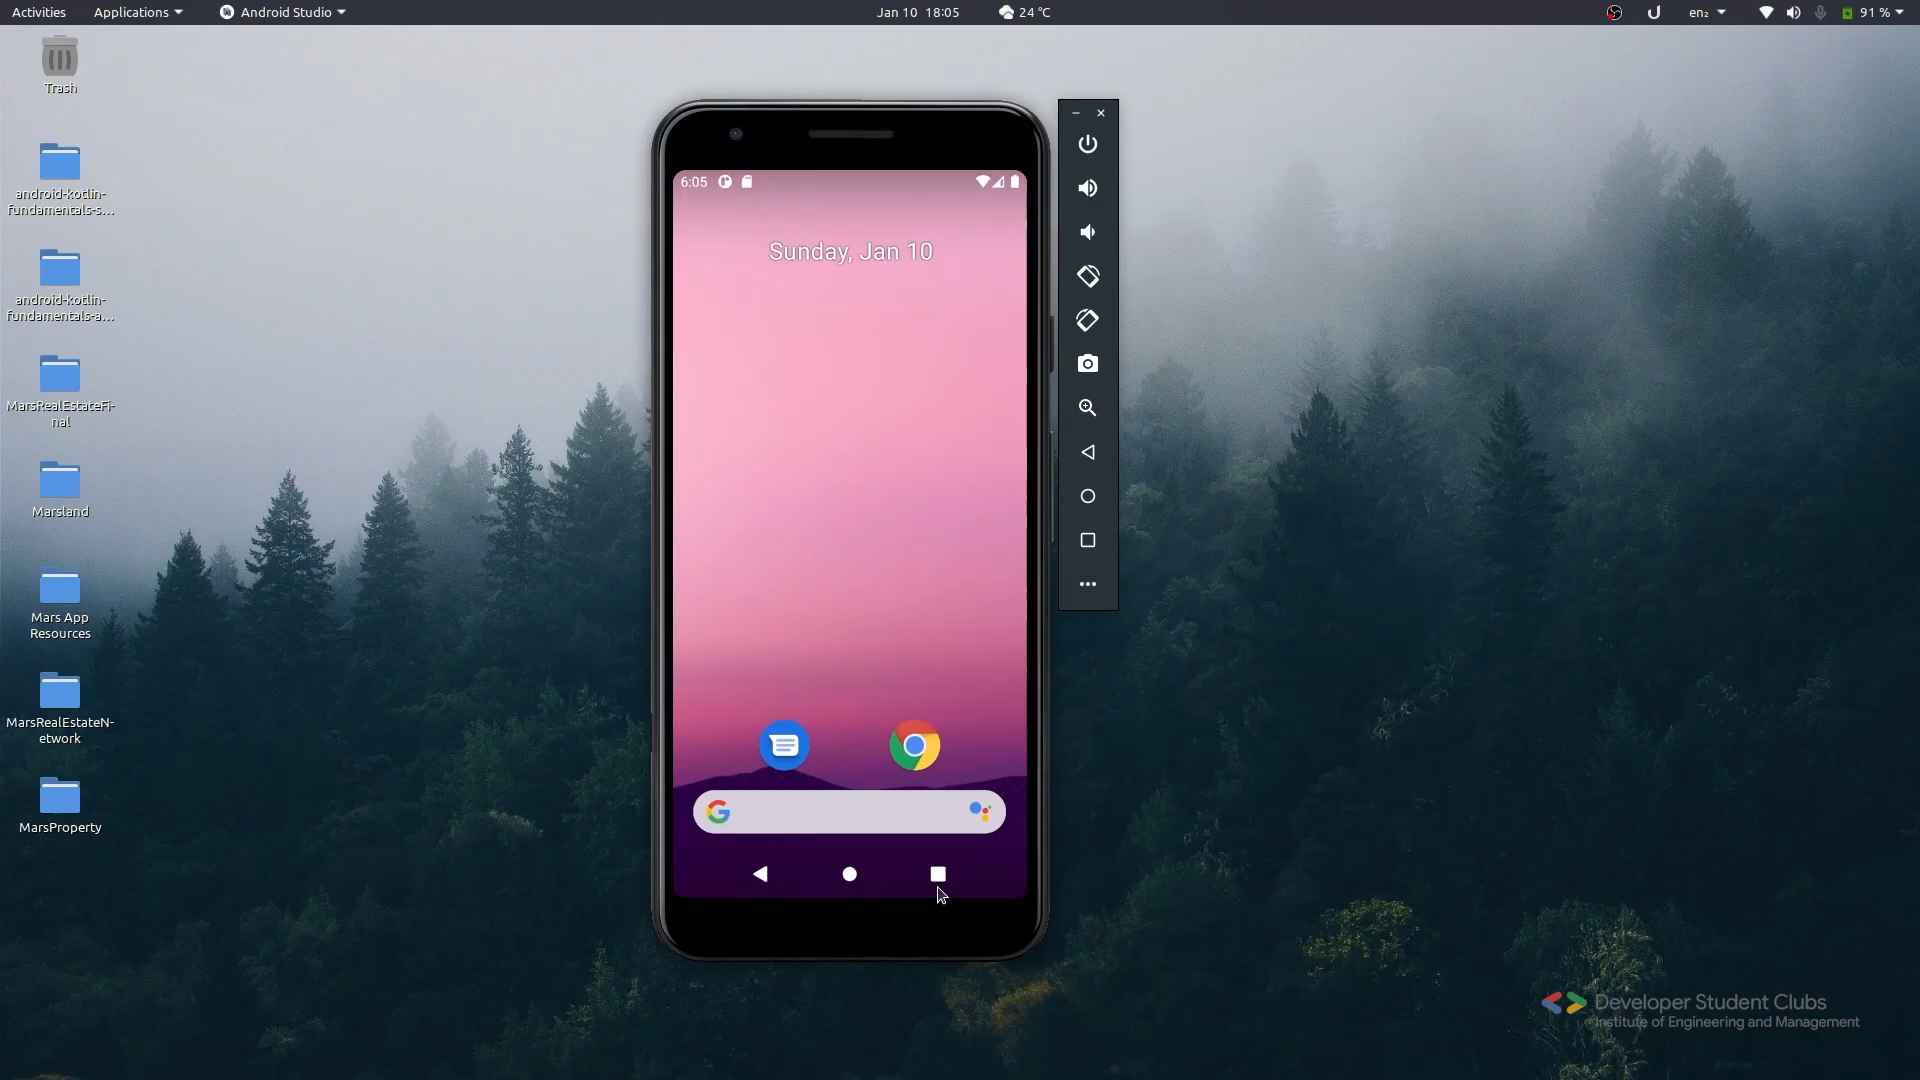 Activities
Applications
Android Studio
Jan 10 18:05
24 °C
en₂
91 %
Trash
android-kotlin-
fundamentals-s...
android-kotlin-
fundamentals-a...
MarsRealEstateFi-
nal
Marsland
Mars App
Resources
MarsRealEstateN-
etwork
MarsProperty
6:05
Sunday, Jan 10
Developer Student Clubs
Institute of Engineering and Management